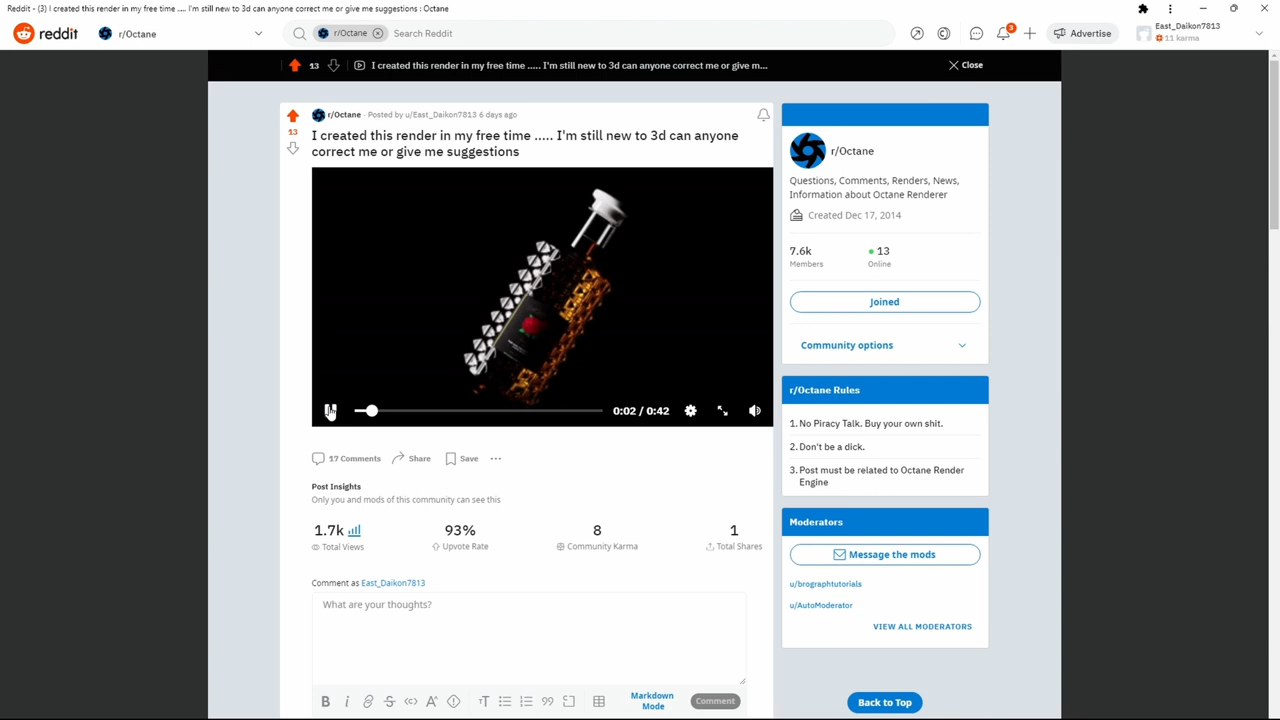 Reddit - (3) I created this render in my free time ..... I'm still new to 3d can anyone correct me or give me suggestions : Octane
reddit
r/Octane
r/Octane
Search Reddit
3
Advertise
East_Daikon7813
11 karma
13
I created this render in my free time ..... I'm still new to 3d can anyone correct me or give m...
Close
r/Octane · Posted by u/East_Daikon7813 6 days ago
13
I created this render in my free time ..... I'm still new to 3d can anyone
correct me or give me suggestions
0:02 / 0:42
17 Comments
Share
Save
Post Insights
Only you and mods of this community can see this
1.7k
Total Views
93%
Upvote Rate
8
Community Karma
1
Total Shares
Comment as East_Daikon7813
What are your thoughts?
Markdown
Mode
Comment
r/Octane
Questions, Comments, Renders, News,
Information about Octane Renderer
Created Dec 17, 2014
7.6k
Members
13
Online
Joined
Community options
r/Octane Rules
1. No Piracy Talk. Buy your own shit.
2. Don't be a dick.
3. Post must be related to Octane Render
Engine
Moderators
Message the mods
u/brographtutorials
u/AutoModerator
VIEW ALL MODERATORS
Back to Top